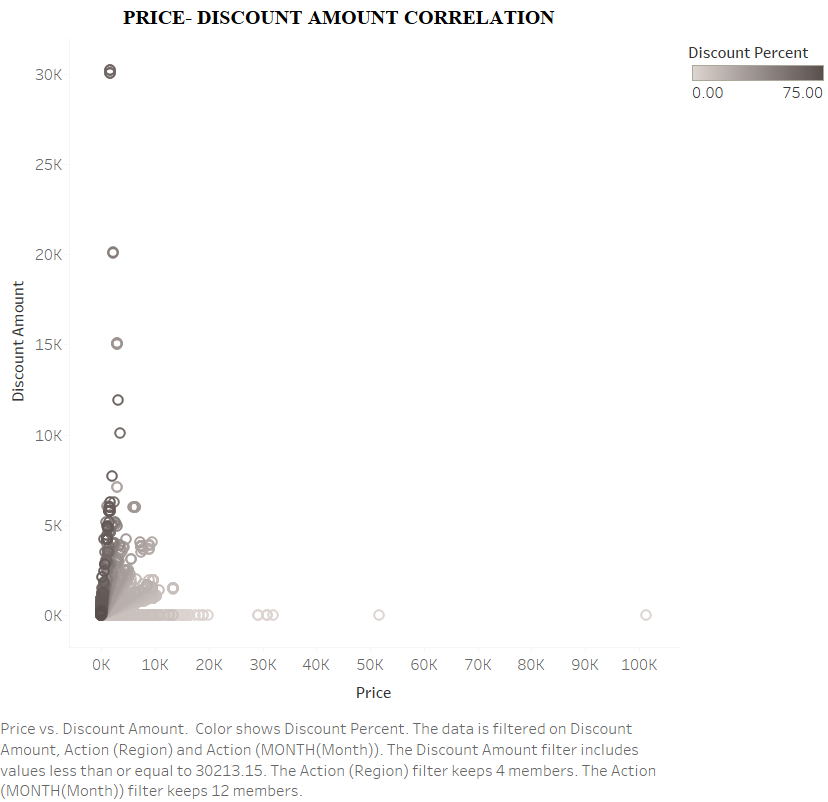 PRICE- DISCOUNT AMOUNT CORRELATION
Discount Percent
0.00 75.00
30K
25K
20K
15K
10K
5K
0K
Discount Amount
0K 10K 20K 30K 40K 50K 60K 70K 80K 90K 100K
Price
Price vs. Discount Amount.  Color shows Discount Percent. The data is filtered on Discount
Amount, Action (Region) and Action (MONTH(Month)). The Discount Amount filter includes
values less than or equal to 30213.15. The Action (Region) filter keeps 4 members. The Action
(MONTH(Month)) filter keeps 12 members.